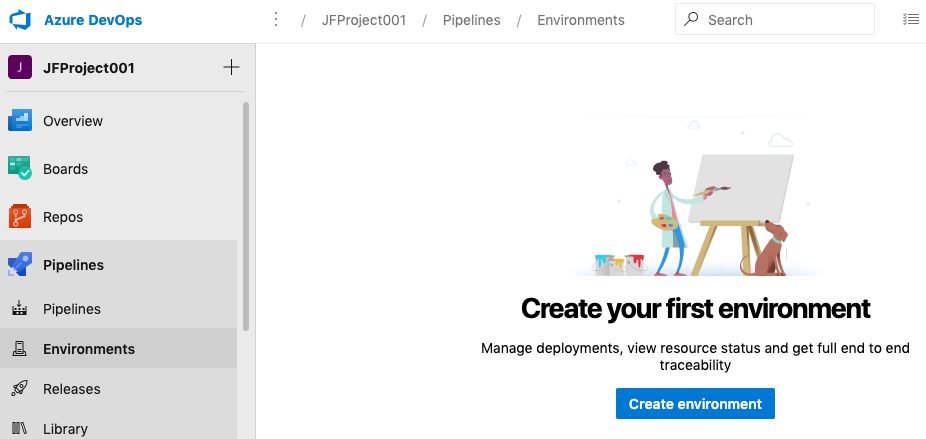 Azure DevOps
/ JFProject001 / Pipelines / Environments
Search
J
JFProject001
Overview
Boards
Repos
Pipelines
Pipelines
Environments
Releases
Library
Create your first environment
Manage deployments, view resource status and get full end to end
traceability
Create environment